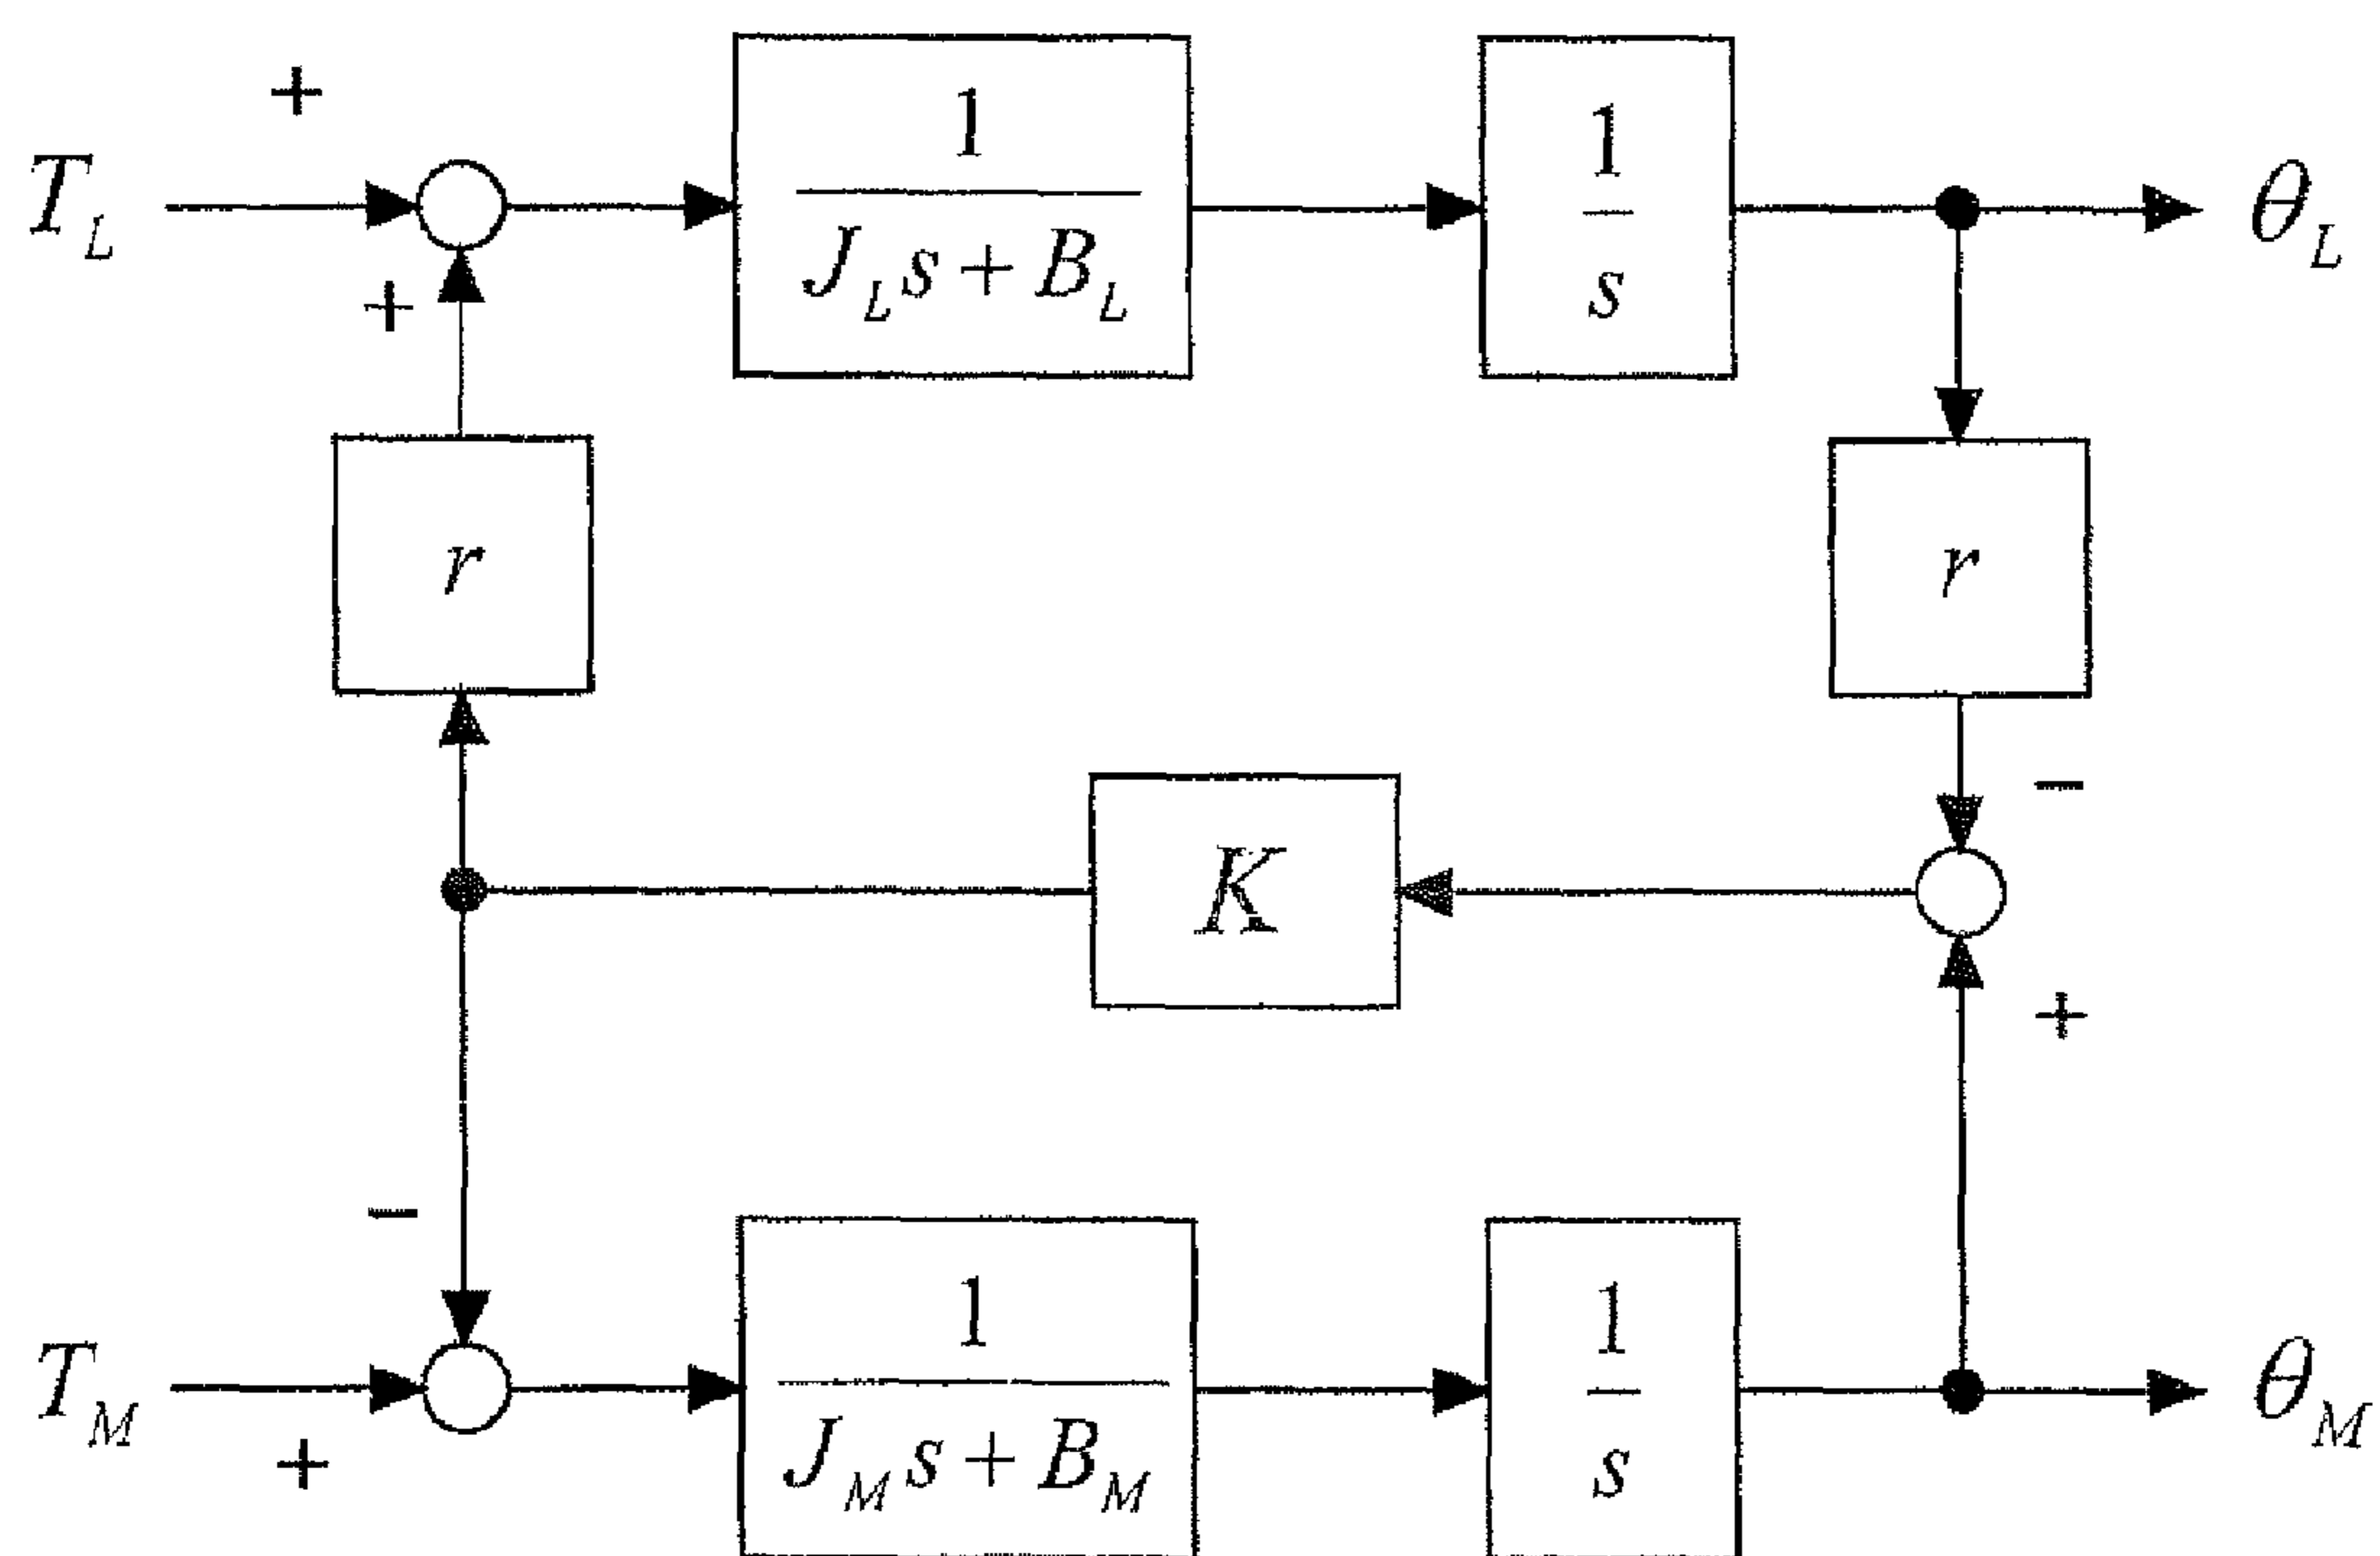 +
T_L
+
1
J_L s + B_L
1
s
θ_L
r
r
−
K
+
−
T_M
+
1
J_M s + B_M
1
s
θ_M